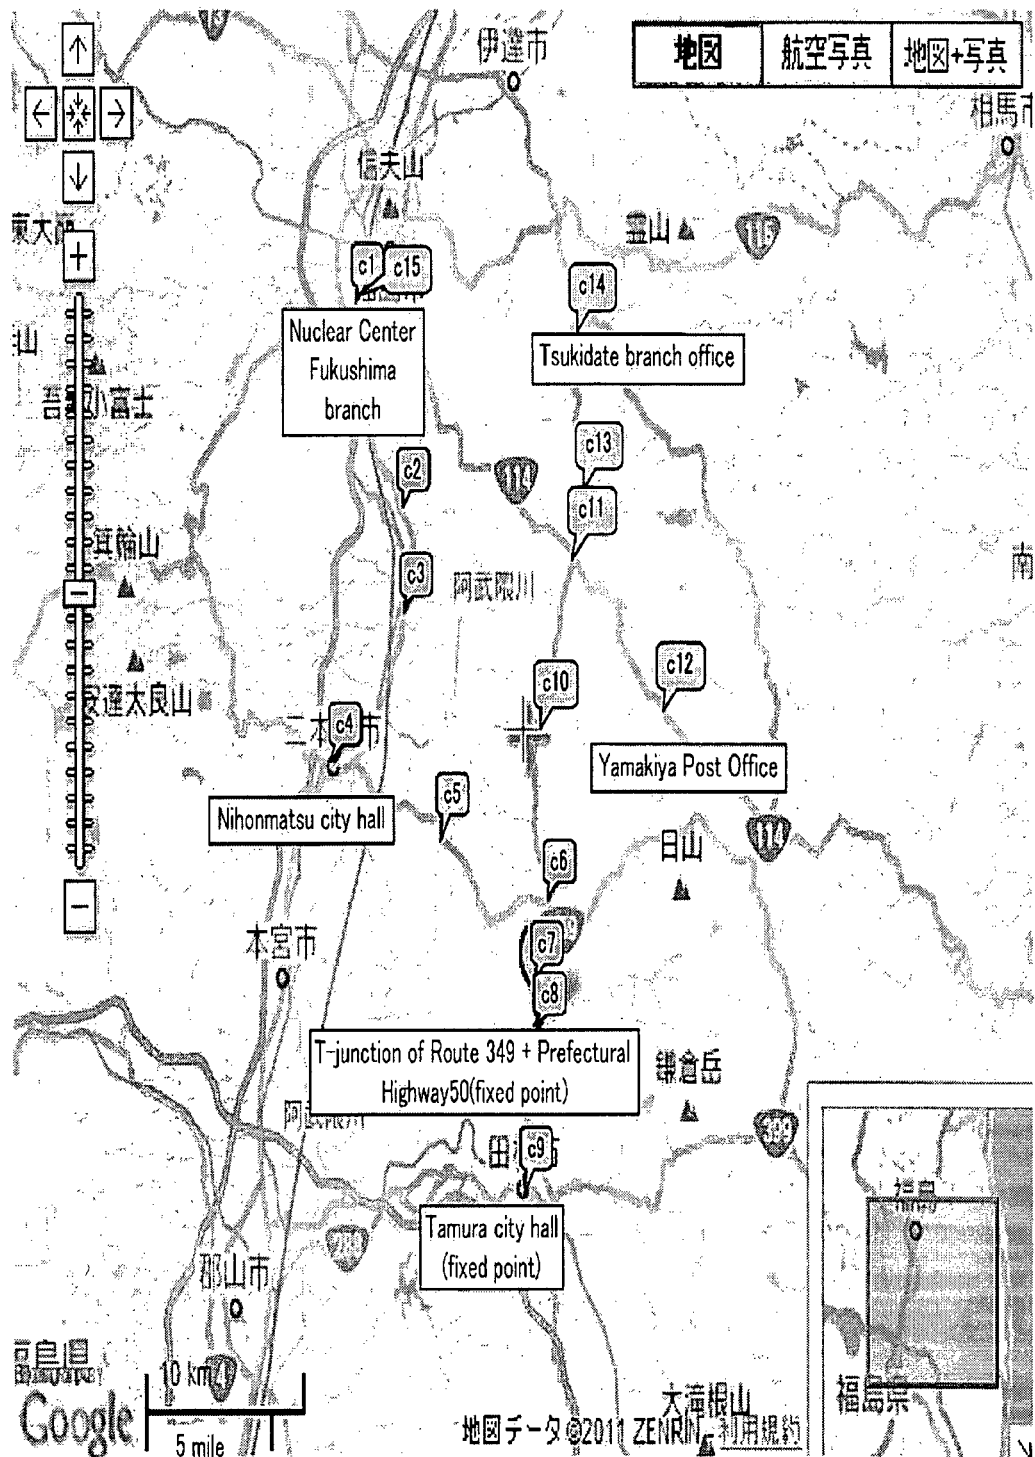 伊達市
地図
航空写真
地図+写真
相馬市
信夫山
霊山
115
c1
c15
c14
Nuclear Center
Fukushima
branch
Tsukidate branch office
山
小富士
c13
c2
114
c11
箕輪山
c3
阿武隈川
南
c12
c10
安達太良山
c4
Yamakiya Post Office
c5
Nihonmatsu city hall
114
日山
c6
本宮市
c7
c8
T-junction of Route 349 + Prefectural
Highway50(fixed point)
鎌倉岳
399
c9
Tamura city hall
(fixed point)
福島
288
郡山市
福島県
10 km
福島県
大滝根山
Google
5 mile
地図データ ©2011 ZENRIN - 利用規約